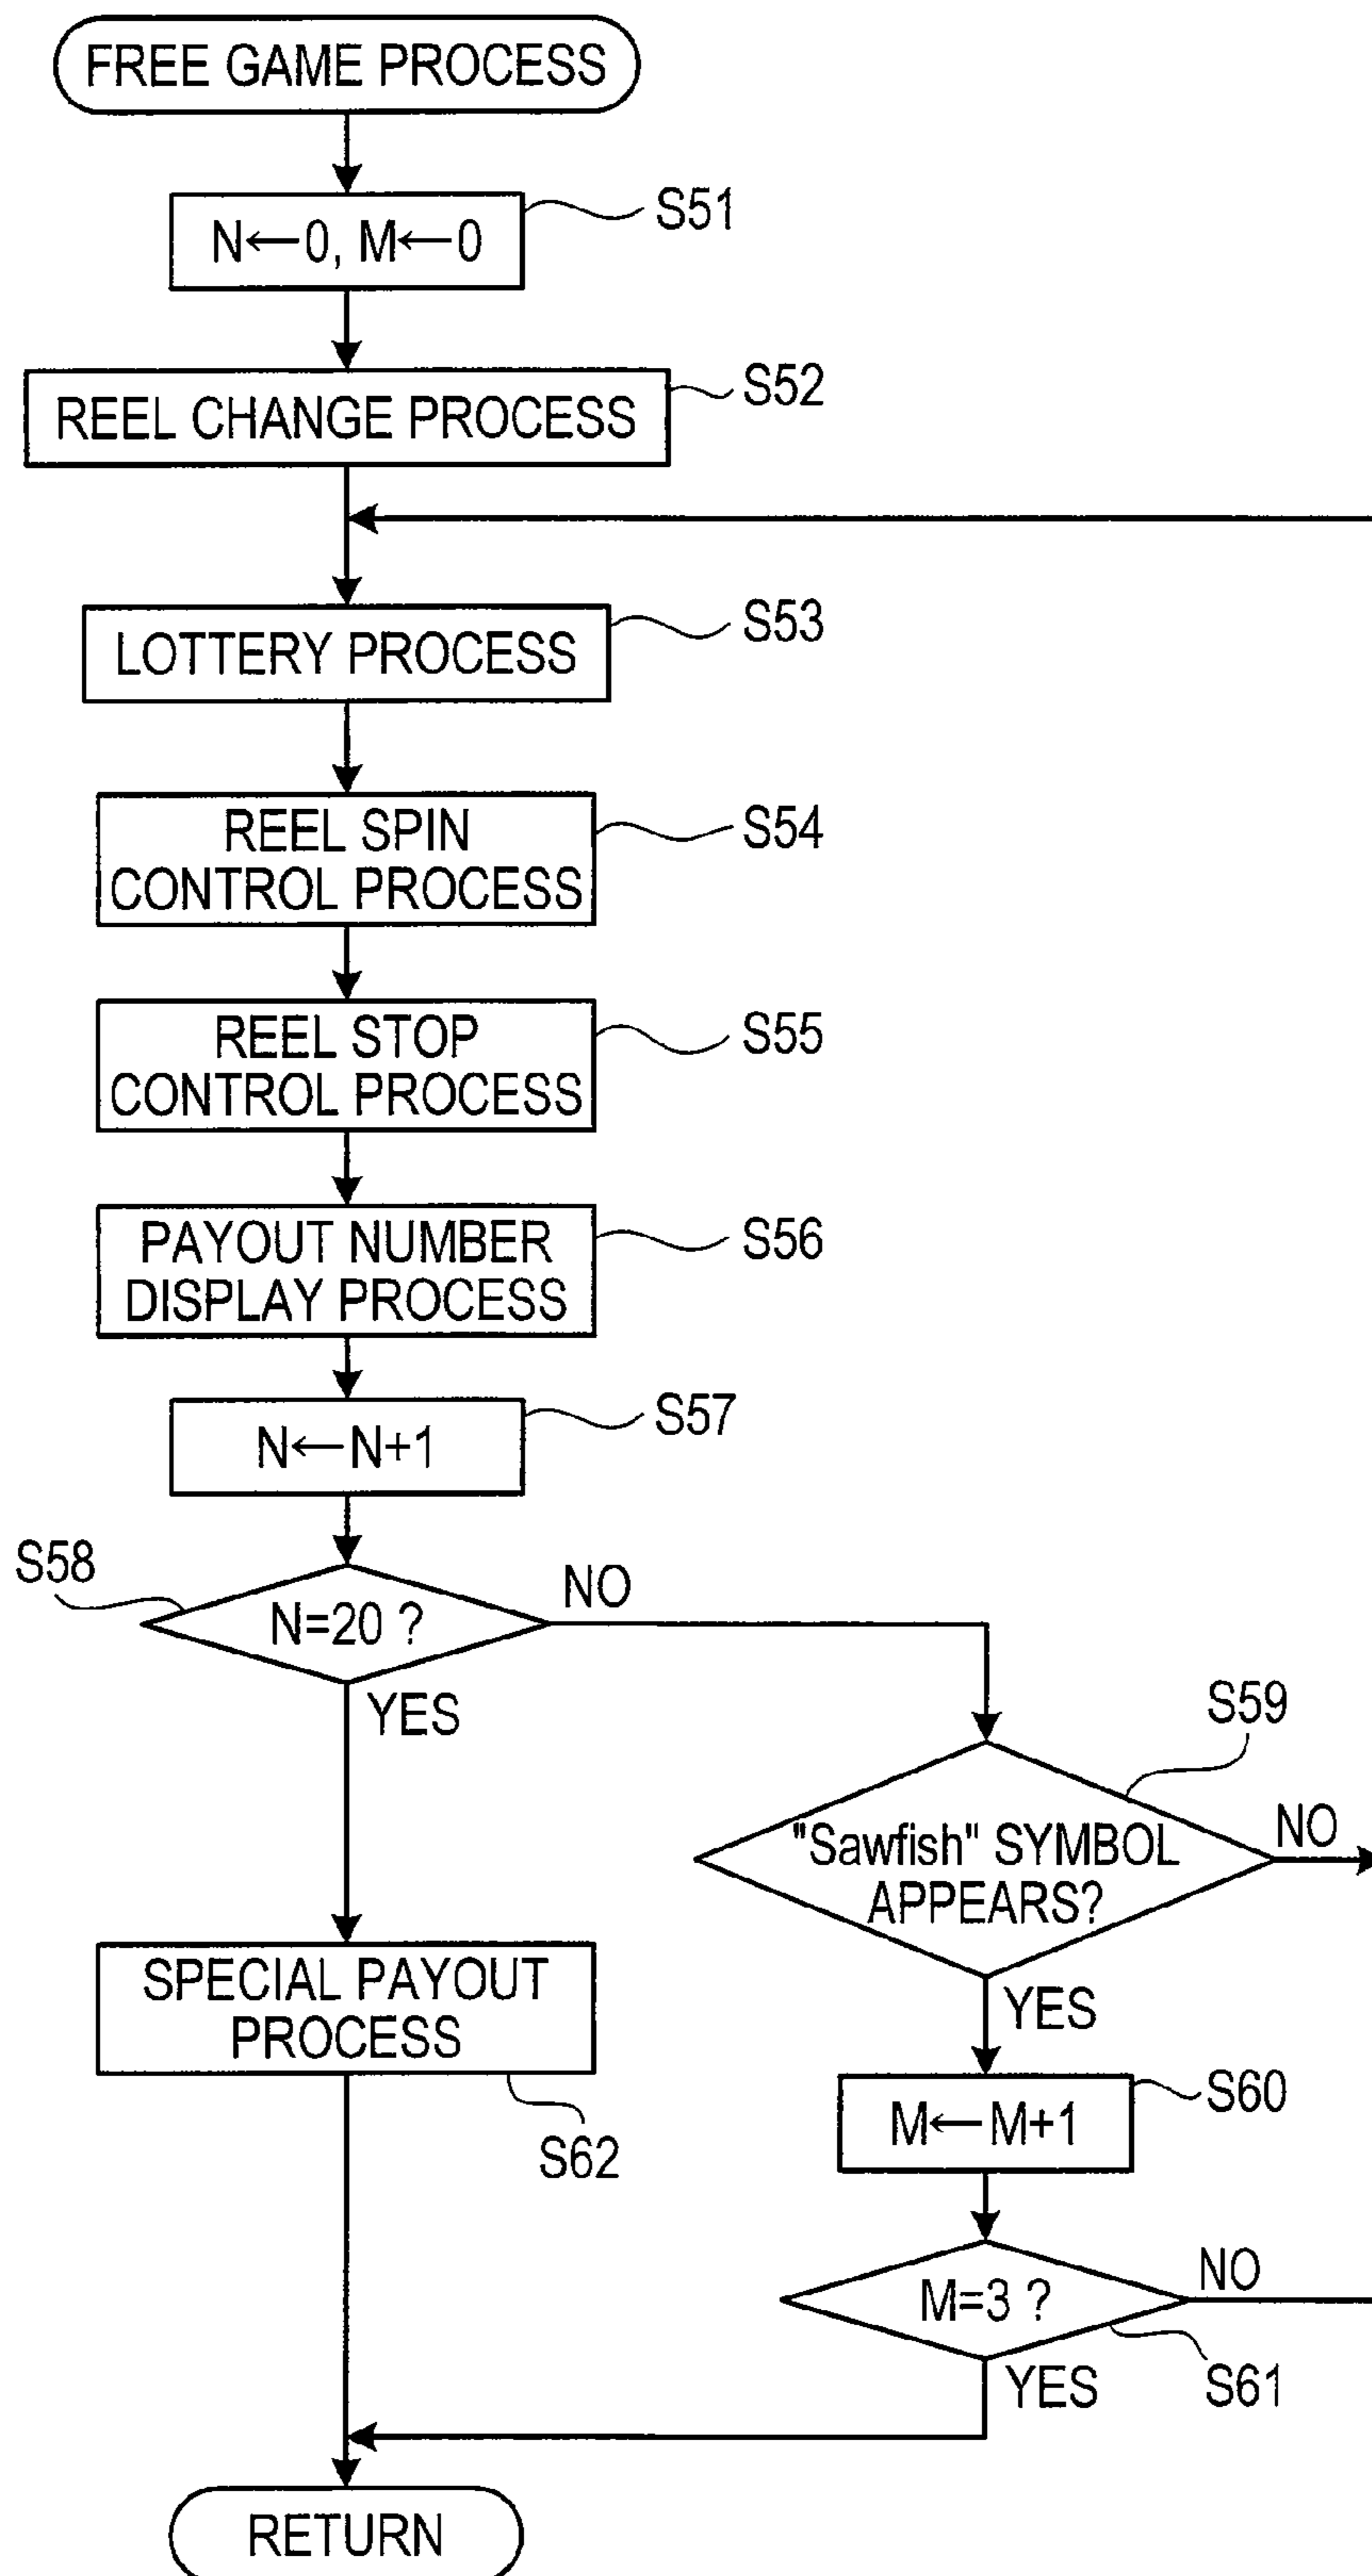 FREE GAME PROCESS
S51
N←0, M←0
S52
REEL CHANGE PROCESS
S53
LOTTERY PROCESS
REEL SPIN
CONTROL PROCESS
S54
REEL STOP
CONTROL PROCESS
S55
PAYOUT NUMBER
DISPLAY PROCESS
S56
S57
N←N+1
S58
N=20 ?
NO
YES
S59
"Sawfish" SYMBOL
APPEARS?
NO
YES
SPECIAL PAYOUT
PROCESS
S62
S60
M←M+1
M=3 ?
NO
YES
S61
RETURN